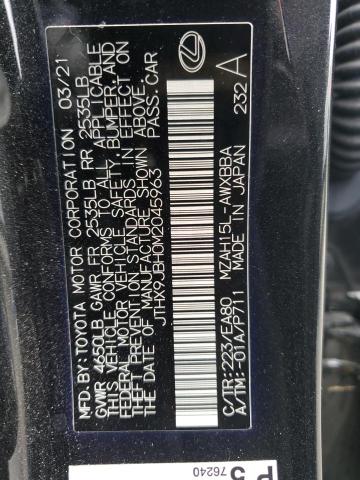 MFD.BY:TOYOTA MOTOR CORPORATION 03/21
GVWR 4650LB GAWR FR 2535LB RR 2535LB
THIS VEHICLE CONFORMS TO ALL APPLICABLE
FEDERAL MOTOR VEHICLE SAFETY, BUMPER, AND
THEFT PREVENTION STANDARDS IN EFFECT ON
THE DATE OF MANUFACTURE SHOWN ABOVE.
JTHX9JBH0M2045963 PASS.CAR
C/TR:223/EA80 MZAH15L-AWXBBA 232
A/TM:-01A/P711 MADE IN JAPAN A
P 5
76240